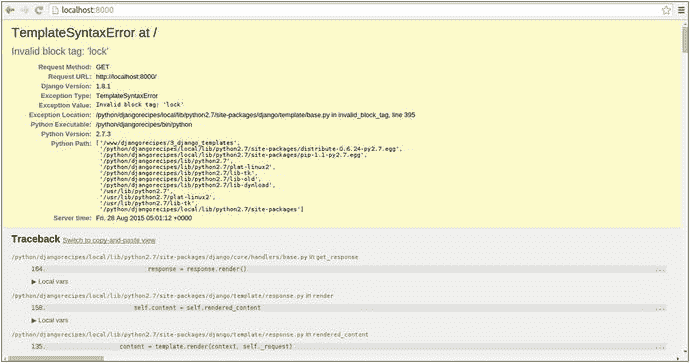 localhost:8000
TemplateSyntaxError at /
Invalid block tag: 'lock'
Request Method: GET
Request URL: http://localhost:8000/
Django Version: 1.8.1
Exception Type: TemplateSyntaxError
Exception Value: Invalid block tag: 'lock'
Exception Location: /python/djangorecipes/local/lib/python2.7/site-packages/django/template/base.py in invalid_block_tag, line 395
Python Executable: /python/djangorecipes/bin/python
Python Version: 2.7.3
Python Path: ['/www/djangorecipes/3_django_templates',
'/python/djangorecipes/local/lib/python2.7/site-packages/distribute-0.6.24-py2.7.egg',
'/python/djangorecipes/local/lib/python2.7/site-packages/pip-1.1-py2.7.egg',
'/python/djangorecipes/lib/python2.7',
'/python/djangorecipes/lib/python2.7/plat-linux2',
'/python/djangorecipes/lib/python2.7/lib-tk',
'/python/djangorecipes/lib/python2.7/lib-old',
'/python/djangorecipes/lib/python2.7/lib-dynload',
'/usr/lib/python2.7',
'/usr/lib/python2.7/plat-linux2',
'/usr/lib/python2.7/lib-tk',
'/python/djangorecipes/local/lib/python2.7/site-packages']
Server time: Fri, 28 Aug 2015 05:01:12 +0000
Traceback Switch to copy-and-paste view
/python/djangorecipes/local/lib/python2.7/site-packages/django/core/handlers/base.py in get_response
164. response = response.render() ...
▶ Local vars
/python/djangorecipes/local/lib/python2.7/site-packages/django/template/response.py in render
158. self.content = self.rendered_content ...
▶ Local vars
/python/djangorecipes/local/lib/python2.7/site-packages/django/template/response.py in rendered_content
135. content = template.render(context, self._request) ...